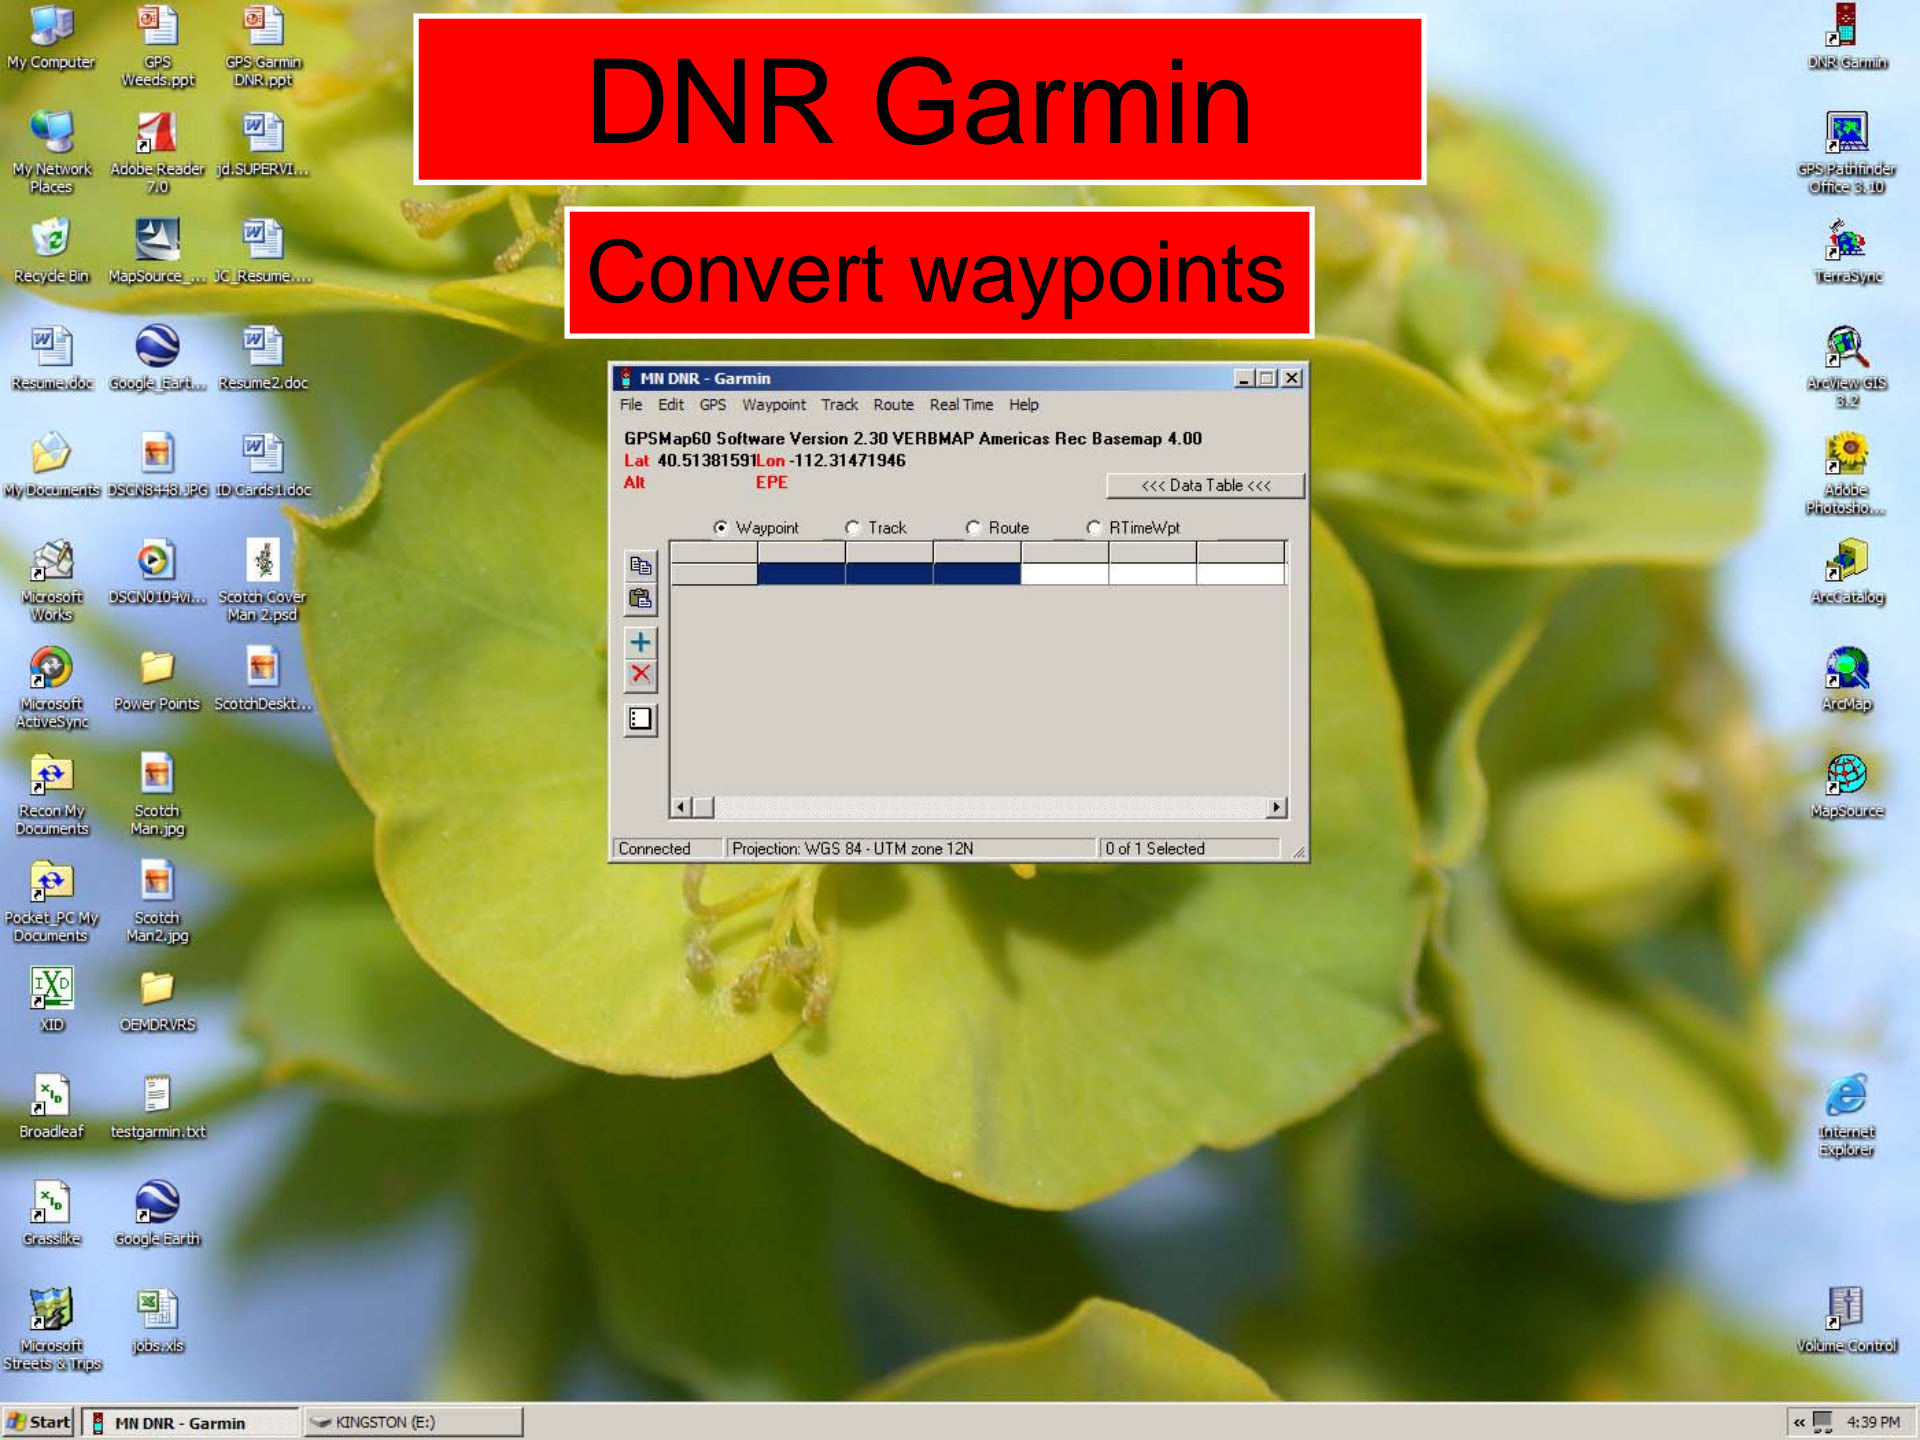 DNR Garmin
Convert waypoints
My Computer
GPS
Weeds.ppt
GPS Garmin
DNR.ppt
My Network
Places
Adobe Reader
7.0
jd.SUPERVI...
Recycle Bin
MapSource_...
JC_Resume....
Resume.doc
Google_Eart...
Resume2.doc
My Documents
DSCN8448.JPG
ID Cards1.doc
Microsoft
Works
DSCN0104vi...
Scotch Cover
Man 2.psd
Microsoft
ActiveSync
Power Points
ScotchDeskt...
Recon My
Documents
Scotch
Man.jpg
Pocket_PC My
Documents
Scotch
Man2.jpg
XID
OEMDRVRS
Broadleaf
testgarmin.txt
Grasslike
Google Earth
Microsoft
Streets & Trips
jobs.xls
MN DNR - Garmin
File Edit GPS Waypoint Track Route Real Time Help
GPSMap60 Software Version 2.30 VERBMAP Americas Rec Basemap 4.00
Lat 40.51381591 Lon -112.31471946
Alt EPE
<<< Data Table <<<
Waypoint Track Route RTimeWpt
Connected Projection: WGS 84 - UTM zone 12N 0 of 1 Selected
DNR Garmin
GPS Pathfinder
Office 3.10
TerraSync
ArcView GIS
3.2
Adobe
Photosho...
ArcCatalog
ArcMap
MapSource
Internet
Explorer
Volume Control
Start MN DNR - Garmin KINGSTON (E:) « 4:39 PM